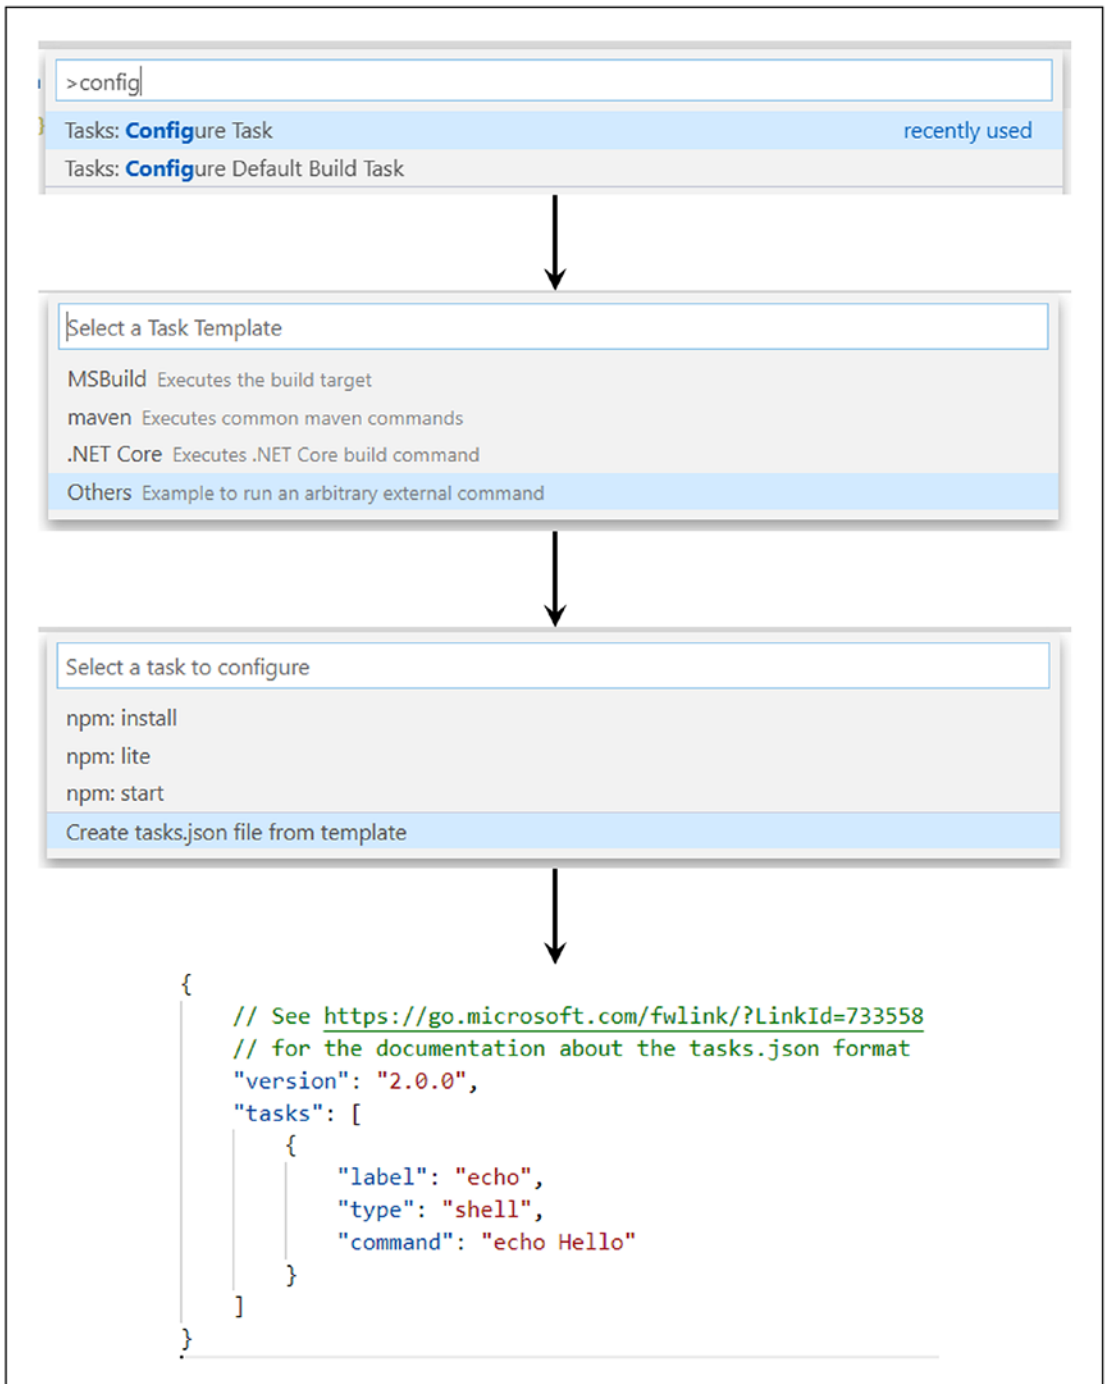 >config
Tasks: Configure Task recently used
Tasks: Configure Default Build Task
Select a Task Template
MSBuild Executes the build target
maven Executes common maven commands
.NET Core Executes .NET Core build command
Others Example to run an arbitrary external command
Select a task to configure
npm: install
npm: lite
npm: start
Create tasks.json file from template
{
// See https://go.microsoft.com/fwlink/?LinkId=733558
// for the documentation about the tasks.json format
"version": "2.0.0",
"tasks": [
{
"label": "echo",
"type": "shell",
"command": "echo Hello"
}
]
}